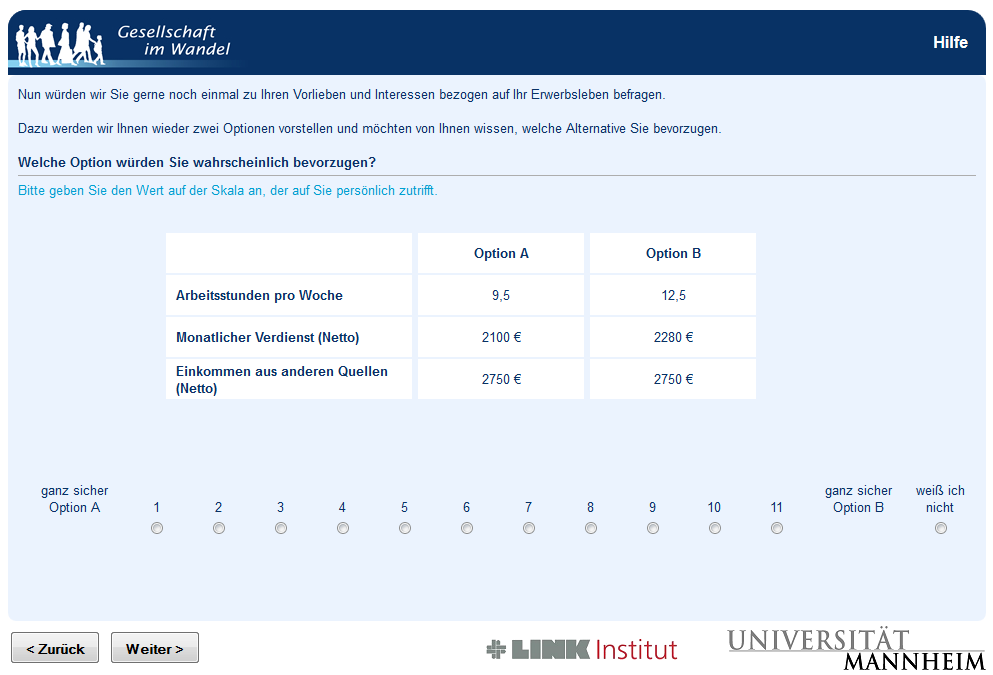 Gesellschaft
im Wandel
Hilfe
Nun würden wir Sie gerne noch einmal zu Ihren Vorlieben und Interessen bezogen auf Ihr Erwerbsleben befragen.
Dazu werden wir Ihnen wieder zwei Optionen vorstellen und möchten von Ihnen wissen, welche Alternative Sie bevorzugen.
Welche Option würden Sie wahrscheinlich bevorzugen?
Bitte geben Sie den Wert auf der Skala an, der auf Sie persönlich zutrifft.
Option A Option B
Arbeitsstunden pro Woche 9,5 12,5
Monatlicher Verdienst (Netto) 2100 € 2280 €
Einkommen aus anderen Quellen
(Netto) 2750 € 2750 €
ganz sicher ganz sicher weiß ich
Option A 1 2 3 4 5 6 7 8 9 10 11 Option B nicht
< Zurück Weiter >
LINK Institut
UNIVERSITÄT
MANNHEIM